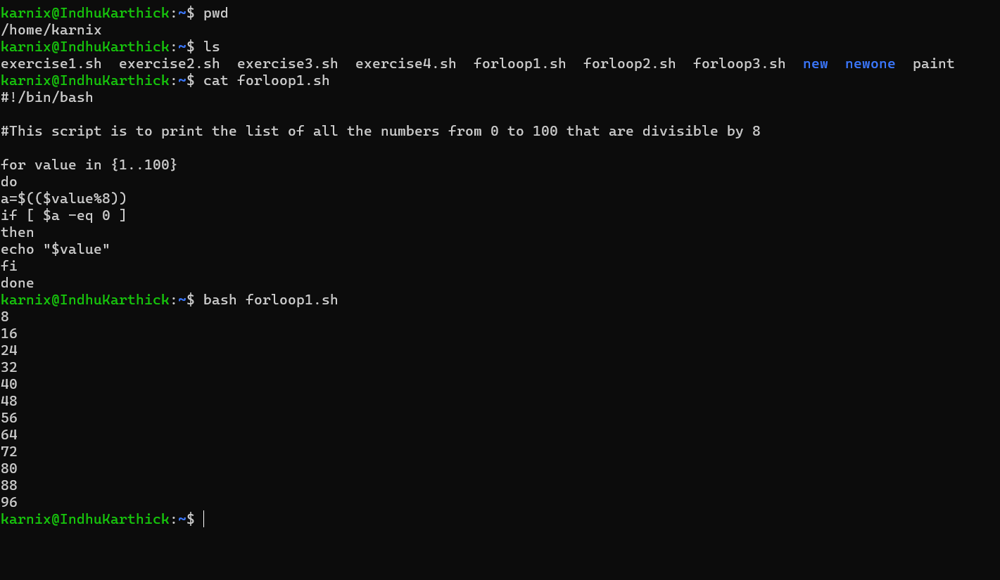 karnix@IndhuKarthick:~$ pwd
/home/karnix
karnix@IndhuKarthick:~$ ls
exercise1.sh  exercise2.sh  exercise3.sh  exercise4.sh  forloop1.sh  forloop2.sh  forloop3.sh  new  newone  paint
karnix@IndhuKarthick:~$ cat forloop1.sh
#!/bin/bash

#This script is to print the list of all the numbers from 0 to 100 that are divisible by 8

for value in {1..100}
do
a=$(($value%8))
if [ $a -eq 0 ]
then
echo "$value"
fi
done
karnix@IndhuKarthick:~$ bash forloop1.sh
8
16
24
32
40
48
56
64
72
80
88
96
karnix@IndhuKarthick:~$